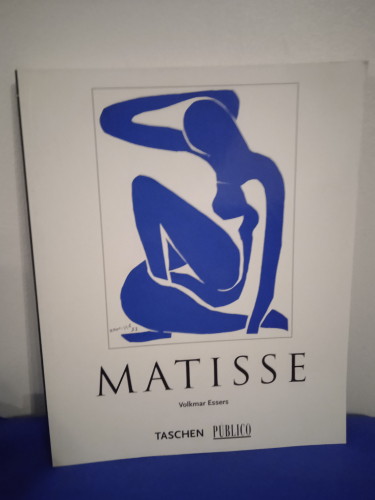 MATISSE
Volkmar Essers
TASCHEN PUBLICO